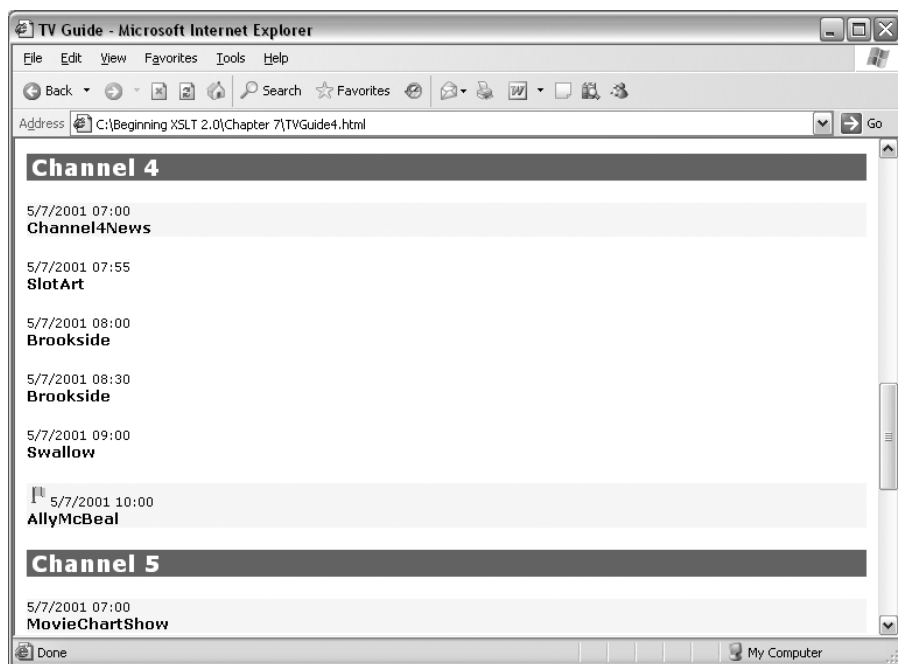 TV Guide - Microsoft Internet Explorer
File Edit View Favorites Tools Help
Back Search Favorites W
Address C:\Beginning XSLT 2.0\Chapter 7\TVGuide4.html Go
Channel 4
5/7/2001 07:00
Channel4News
5/7/2001 07:55
SlotArt
5/7/2001 08:00
Brookside
5/7/2001 08:30
Brookside
5/7/2001 09:00
Swallow
5/7/2001 10:00
AllyMcBeal
Channel 5
5/7/2001 07:00
MovieChartShow
Done My Computer